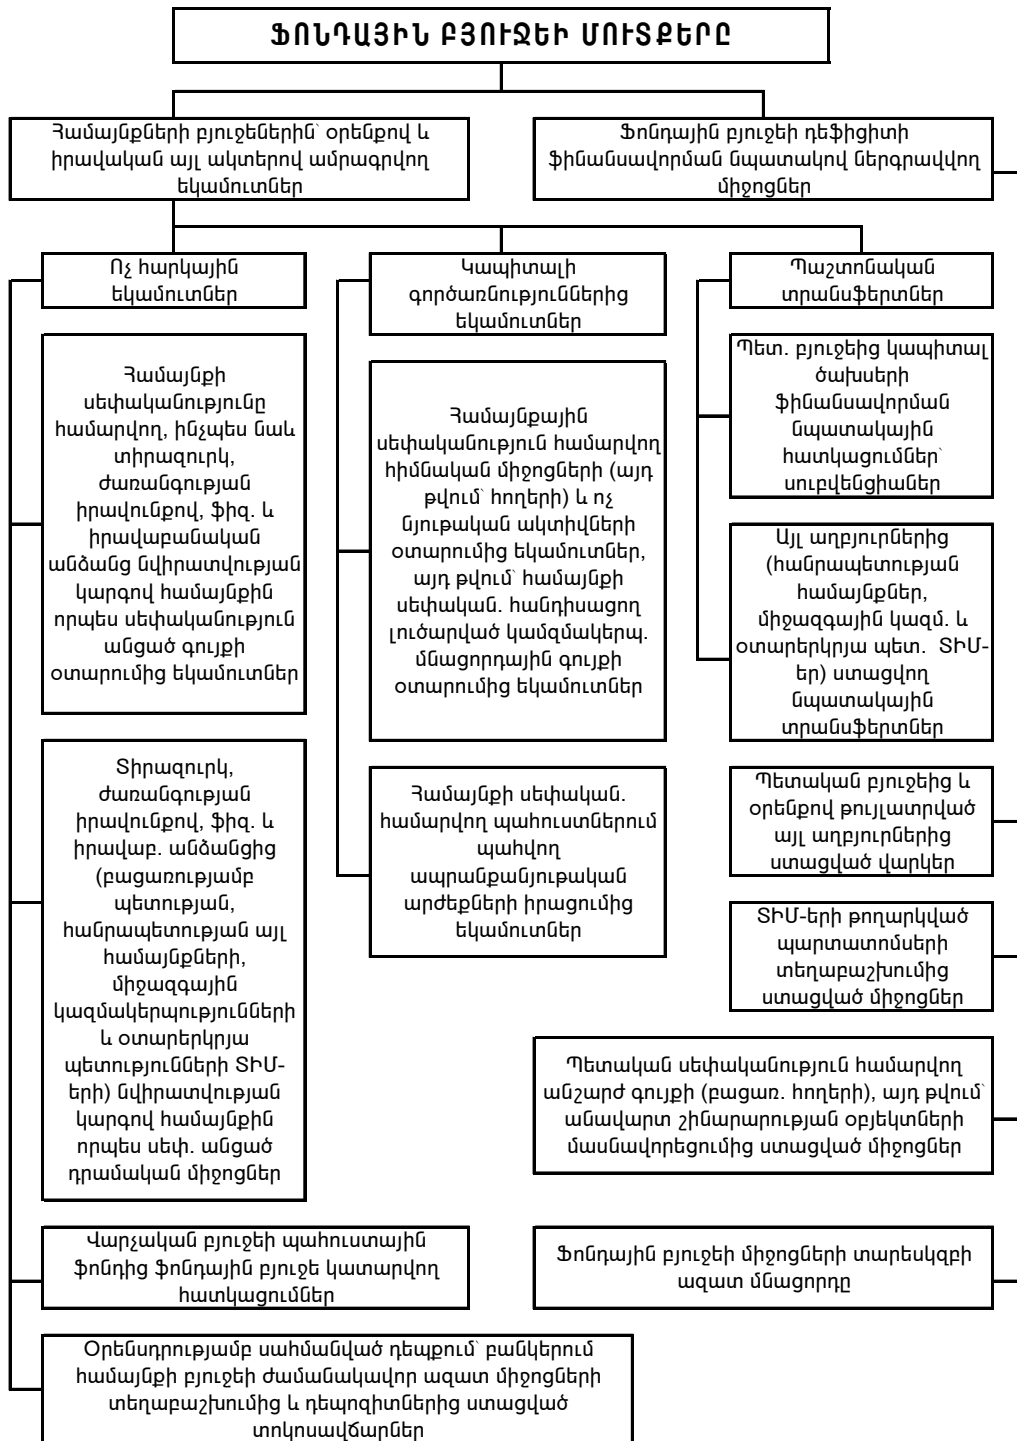 ՖՈՆԴԱՅԻՆ ԲՅՈՒՋԵԻ ՄՈՒՏՔԵՐԸ
Համայնքների բյուջեներին՝ օրենքով և
իրավական այլ ակտերով ամրագրվող
եկամուտներ
Ֆոնդային բյուջեի դեֆիցիտի
ֆինանսավորման նպատակով ներգրավվող
միջոցներ
Ոչ հարկային
եկամուտներ
Համայնքի
սեփականությունը
համարվող, ինչպես նաև
տիրազուրկ,
ժառանգության
իրավունքով, ֆիզ. և
իրավաբանական
անձանց նվիրատվության
կարգով համայնքին
որպես սեփականություն
անցած գույքի
օտարումից եկամուտներ
Տիրազուրկ,
ժառանգության
իրավունքով, ֆիզ. և
իրավաբ. անձանցից
(բացառությամբ
պետության,
հանրապետության այլ
համայնքների,
միջազգային
կազմակերպությունների
և օտարերկրյա
պետությունների ՏԻՄ-
երի) նվիրատվության
կարգով համայնքին
որպես սեփ. անցած
դրամական միջոցներ
Վարչական բյուջեի պահուստային
ֆոնդից ֆոնդային բյուջե կատարվող
հատկացումներ
Օրենսդրությամբ սահմանված դեպքում՝ բանկերում
համայնքի բյուջեի ժամանակավոր ազատ միջոցների
տեղաբաշխումից և դեպոզիտներից ստացված
տոկոսավճարներ
Կապիտալի
գործառնություններից
եկամուտներ
Համայնքային
սեփականություն համարվող
հիմնական միջոցների (այդ
թվում՝ հողերի) և ոչ
նյութական ակտիվների
օտարումից եկամուտներ,
այդ թվում՝ համայնքի
սեփական. հանդիսացող
լուծարված կամզմակերպ.
մնացորդային գույքի
օտարումից եկամուտներ
Համայնքի սեփական.
համարվող պահուստներում
պահվող
ապրանքանյութական
արժեքների իրացումից
եկամուտներ
Պաշտոնական
տրանսֆերտներ
Պետ. բյուջեից կապիտալ
ծախսերի
ֆինանսավորման
նպատակային
հատկացումներ՝
սուբվենցիաներ
Այլ աղբյուրներից
(հանրապետության
համայնքներ,
միջազգային կազմ. և
օտարերկրյա պետ. ՏԻՄ-
եր) ստացվող
նպատակային
տրանսֆերտներ
Պետական բյուջեից և
օրենքով թույլատրված
այլ աղբյուրներից
ստացված վարկեր
ՏԻՄ-երի թողարկված
պարտատոմսերի
տեղաբաշխումից
ստացված միջոցներ
Պետական սեփականություն համարվող
անշարժ գույքի (բացառ. հողերի), այդ թվում՝
անավարտ շինարարության օբյեկտների
մասնավորեցումից ստացված միջոցներ
Ֆոնդային բյուջեի միջոցների տարեսկզբի
ազատ մնացորդը